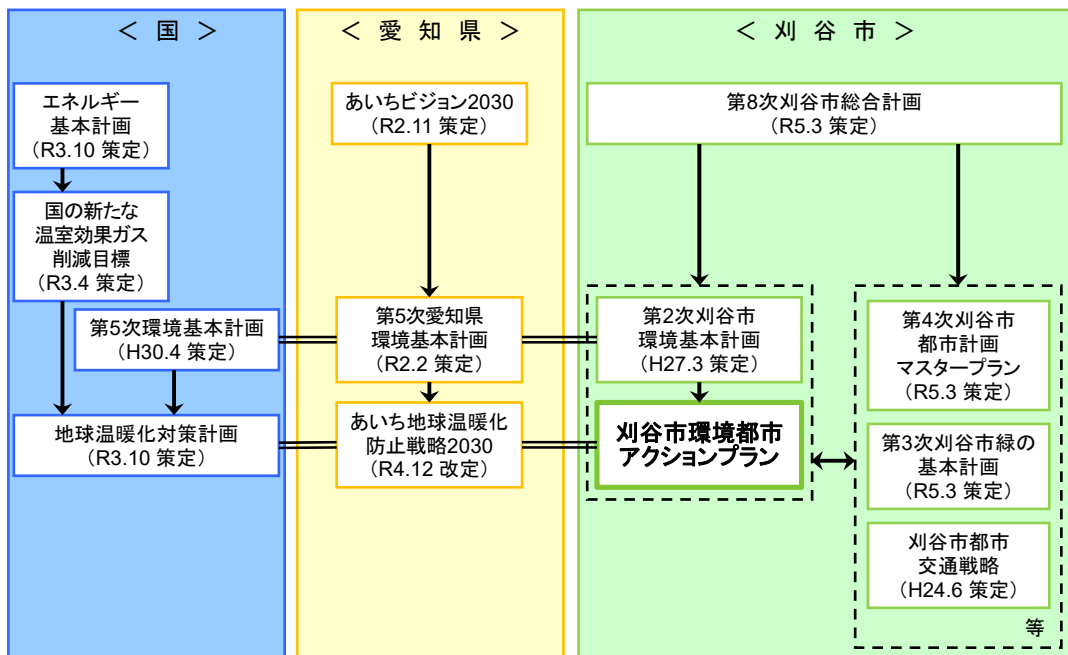 ＜ 国 ＞
エネルギー
基本計画
（R3.10 策定）
国の新たな
温室効果ガス
削減目標
（R3.4 策定）
第5次環境基本計画
（H30.4 策定）
地球温暖化対策計画
（R3.10 策定）
＜ 愛 知 県 ＞
あいちビジョン2030
（R2.11 策定）
第5次愛知県
環境基本計画
（R2.2 策定）
あいち地球温暖化
防止戦略2030
（R4.12 改定）
＜ 刈 谷 市 ＞
第8次刈谷市総合計画
（R5.3 策定）
第2次刈谷市
環境基本計画
（H27.3 策定）
刈谷市環境都市
アクションプラン
第4次刈谷市
都市計画
マスタープラン
（R5.3 策定）
第3次刈谷市緑の
基本計画
（R5.3 策定）
刈谷市都市
交通戦略
（H24.6 策定）
等